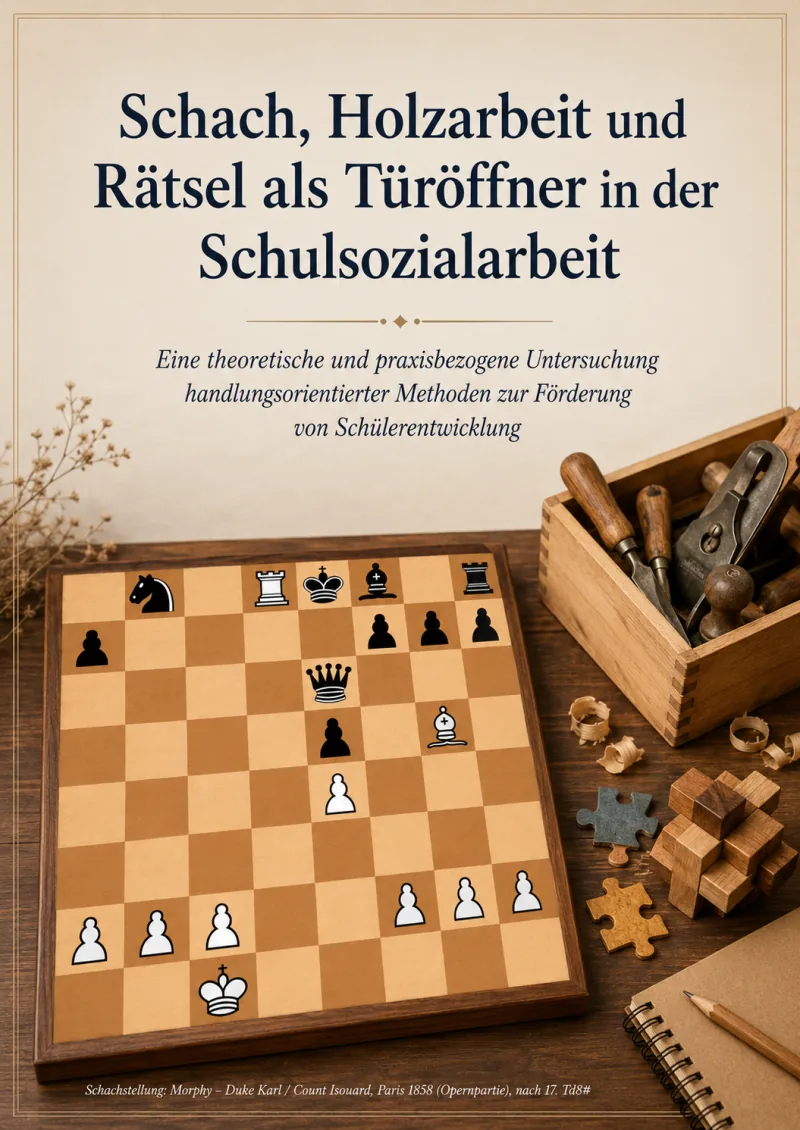 Schach, Holzarbeit und
Rätsel als Türöffner in der
Schulsozialarbeit
Eine theoretische und praxisbezogene Untersuchung
handlungsorientierter Methoden zur Förderung
von Schülerentwicklung
Schachstellung: Morphy – Duke Karl / Count Isouard, Paris 1858 (Opernpartie), nach 17. Td8#